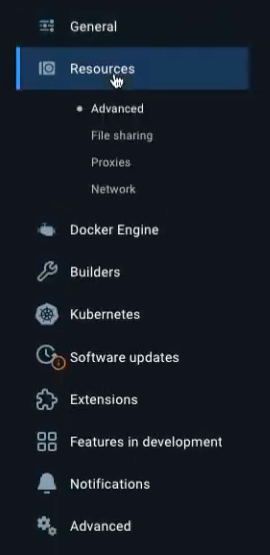 General
Resources
Advanced
File sharing
Proxies
Network
Docker Engine
Builders
Kubernetes
Software updates
Extensions
Features in development
Notifications
Advanced